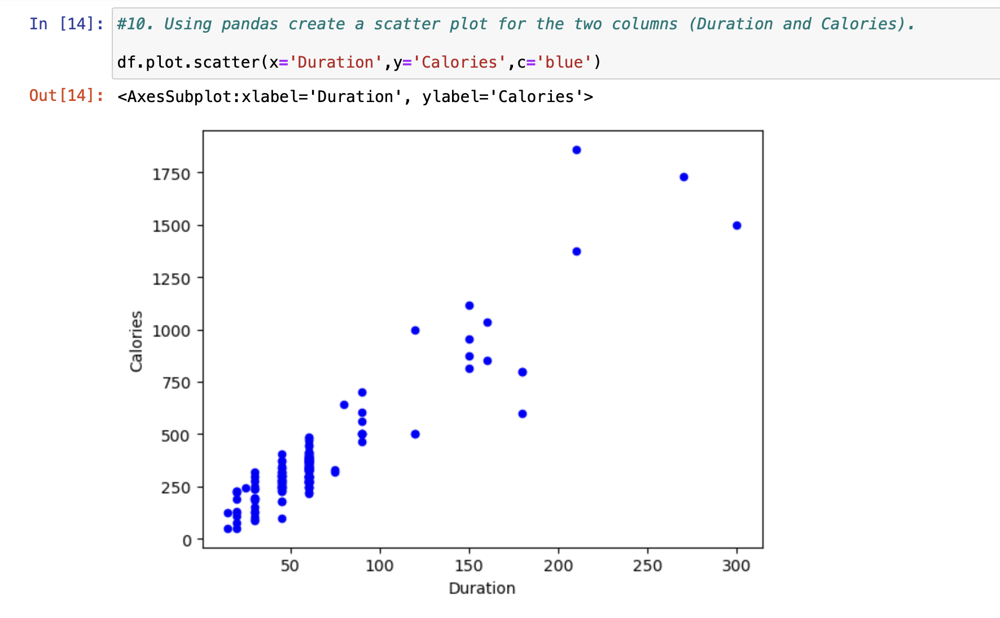 In [14]: #10. Using pandas create a scatter plot for the two columns (Duration and Calories).
df.plot.scatter(x='Duration',y='Calories',c='blue')
Out[14]: <AxesSubplot:xlabel='Duration', ylabel='Calories'>
1750
1500
1250
1000
750
500
250
0
Calories
50 100 150 200 250 300
Duration